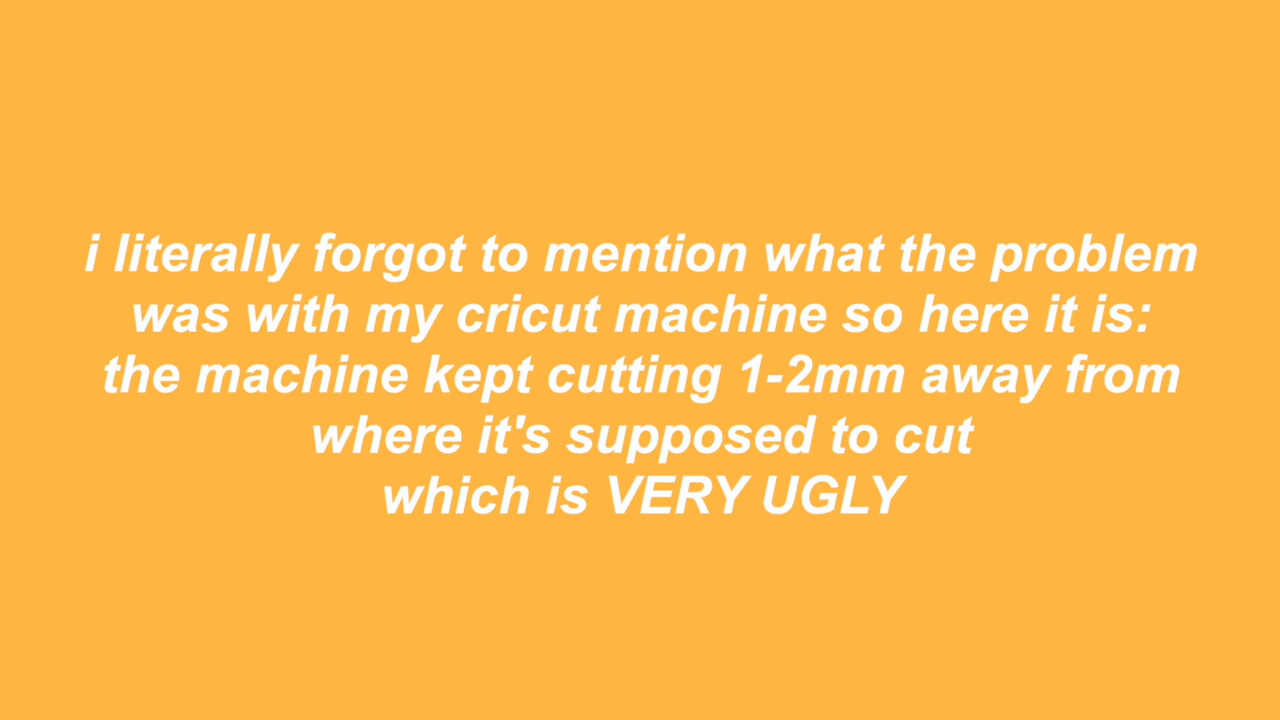 i literally forgot to mention what the problem
was with my cricut machine so here it is:
the machine kept cutting 1-2mm away from
where it's supposed to cut
which is VERY UGLY